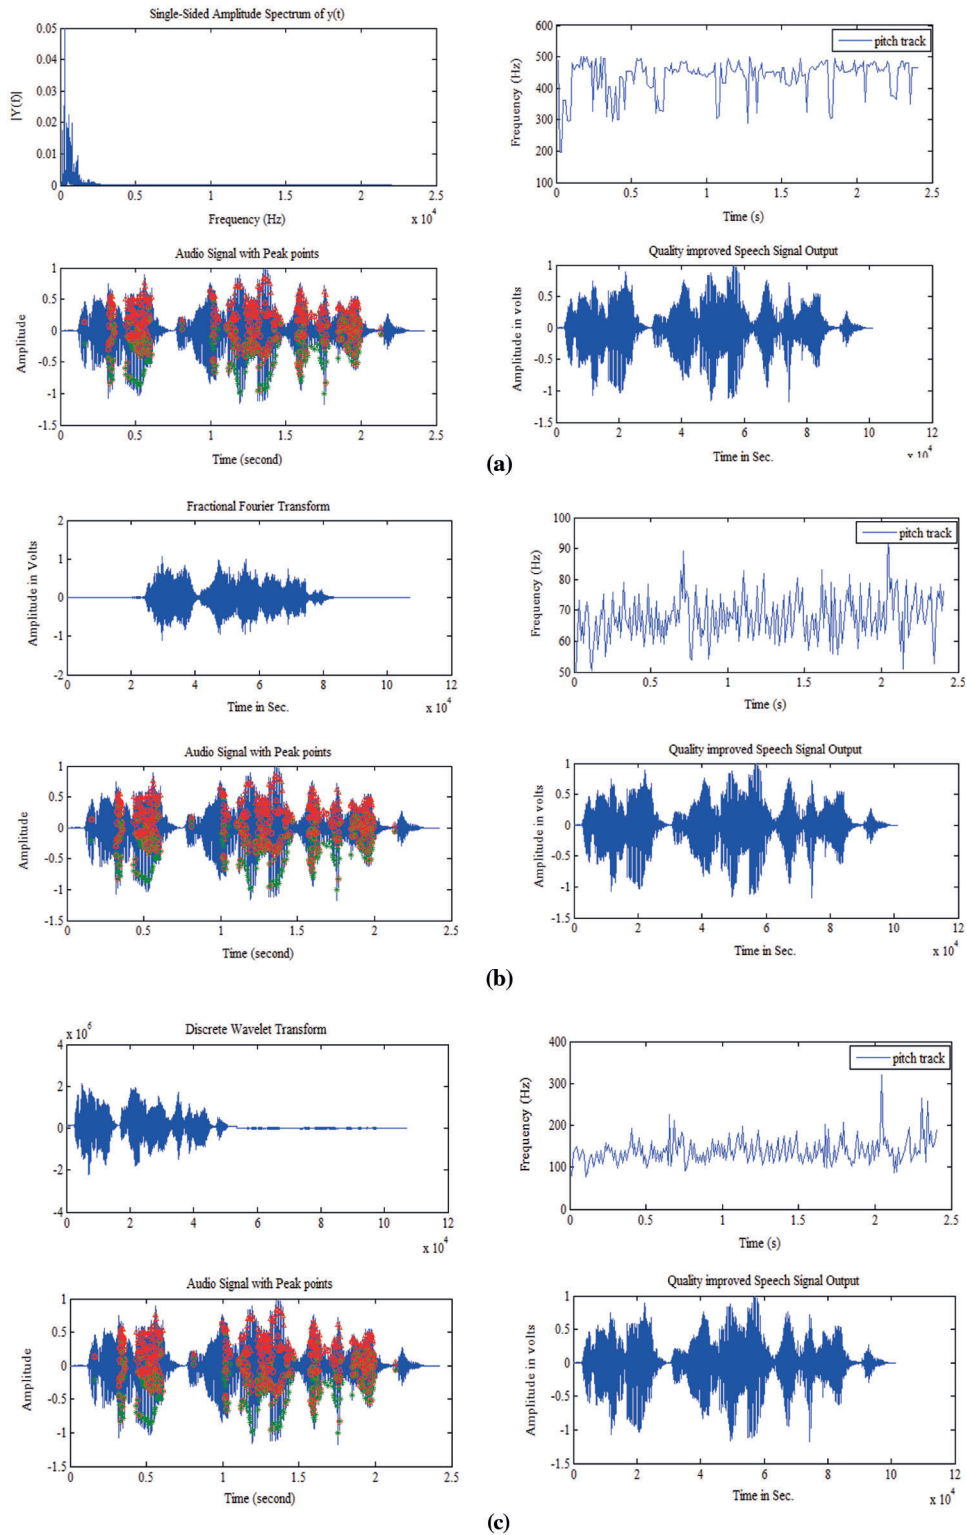 Single-Sided Amplitude Spectrum of y(t)
0.05
0.04
0.03
0.02
0.01
0
|Y(f)|
0 0.5 1 1.5 2 2.5
Frequency (Hz)
x 10^4
600
500
400
300
200
100
Frequency (Hz)
pitch track
0 0.5 1 1.5 2 2.5
Time (s)
Audio Signal with Peak points
1
0.5
0
-0.5
-1
-1.5
Amplitude
0 0.5 1 1.5 2 2.5
Time (second)
Quality improved Speech Signal Output
1
0.5
0
-0.5
-1
-1.5
Amplitude in volts
0 2 4 6 8 10 12
Time in Sec.
x 10^4
(a)
Fractional Fourier Transform
2
1
0
-1
-2
Amplitude in Volts
0 2 4 6 8 10 12
Time in Sec.
x 10^4
100
90
80
70
60
50
Frequency (Hz)
pitch track
0 0.5 1 1.5 2 2.5
Time (s)
Audio Signal with Peak points
1
0.5
0
-0.5
-1
-1.5
Amplitude
0 0.5 1 1.5 2 2.5
Time (second)
Quality improved Speech Signal Output
1
0.5
0
-0.5
-1
-1.5
Amplitude in volts
0 2 4 6 8 10 12
Time in Sec.
x 10^4
(b)
Discrete Wavelet Transform
4
2
0
-2
-4
0 2 4 6 8 10 12
x 10^4
400
300
200
100
0
Frequency (Hz)
pitch track
0 0.5 1 1.5 2 2.5
Time (s)
Audio Signal with Peak points
1
0.5
0
-0.5
-1
-1.5
Amplitude
0 0.5 1 1.5 2 2.5
Time (second)
Quality improved Speech Signal Output
1
0.5
0
-0.5
-1
-1.5
Amplitude in volts
0 2 4 6 8 10 12
Time in Sec.
x 10^4
(c)